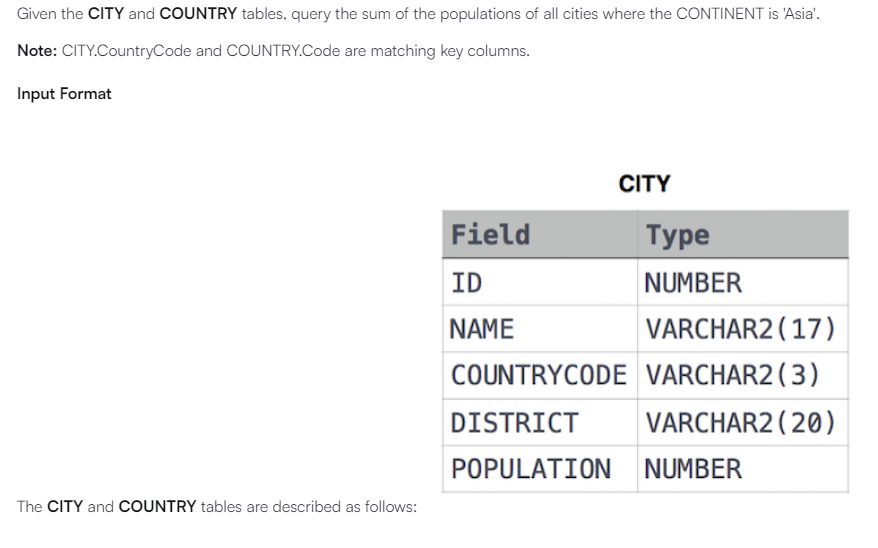 Given the CITY and COUNTRY tables, query the sum of the populations of all cities where the CONTINENT is 'Asia'.
Note: CITY.CountryCode and COUNTRY.Code are matching key columns.
Input Format
CITY
Field Type
ID NUMBER
NAME VARCHAR2(17)
COUNTRYCODE VARCHAR2(3)
DISTRICT VARCHAR2(20)
POPULATION NUMBER
The CITY and COUNTRY tables are described as follows: